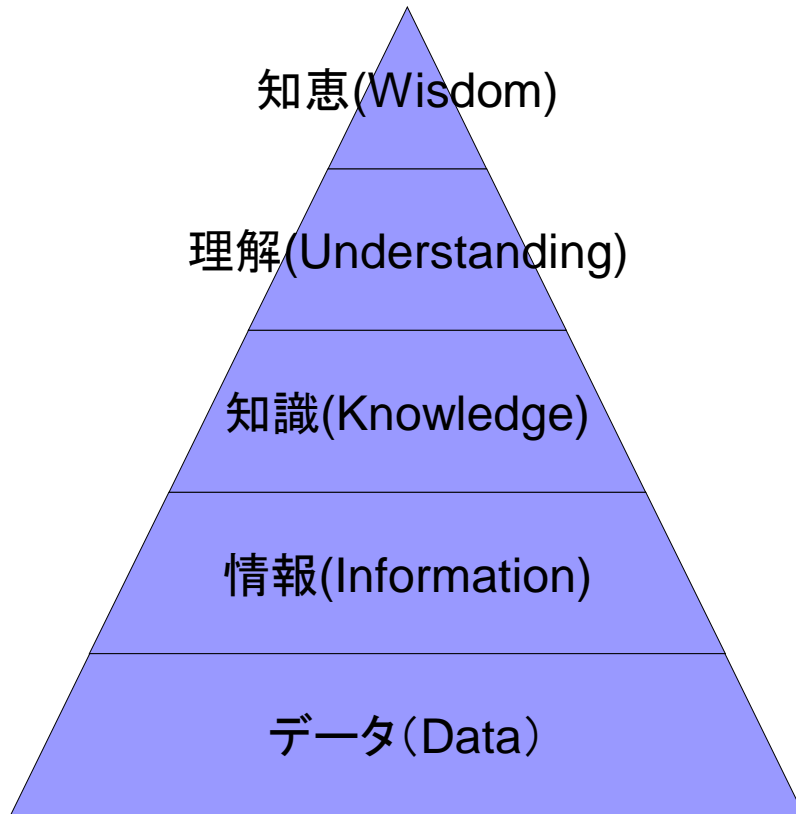 知恵(Wisdom)
理解(Understanding)
知識(Knowledge)
情報(Information)
データ（Data）